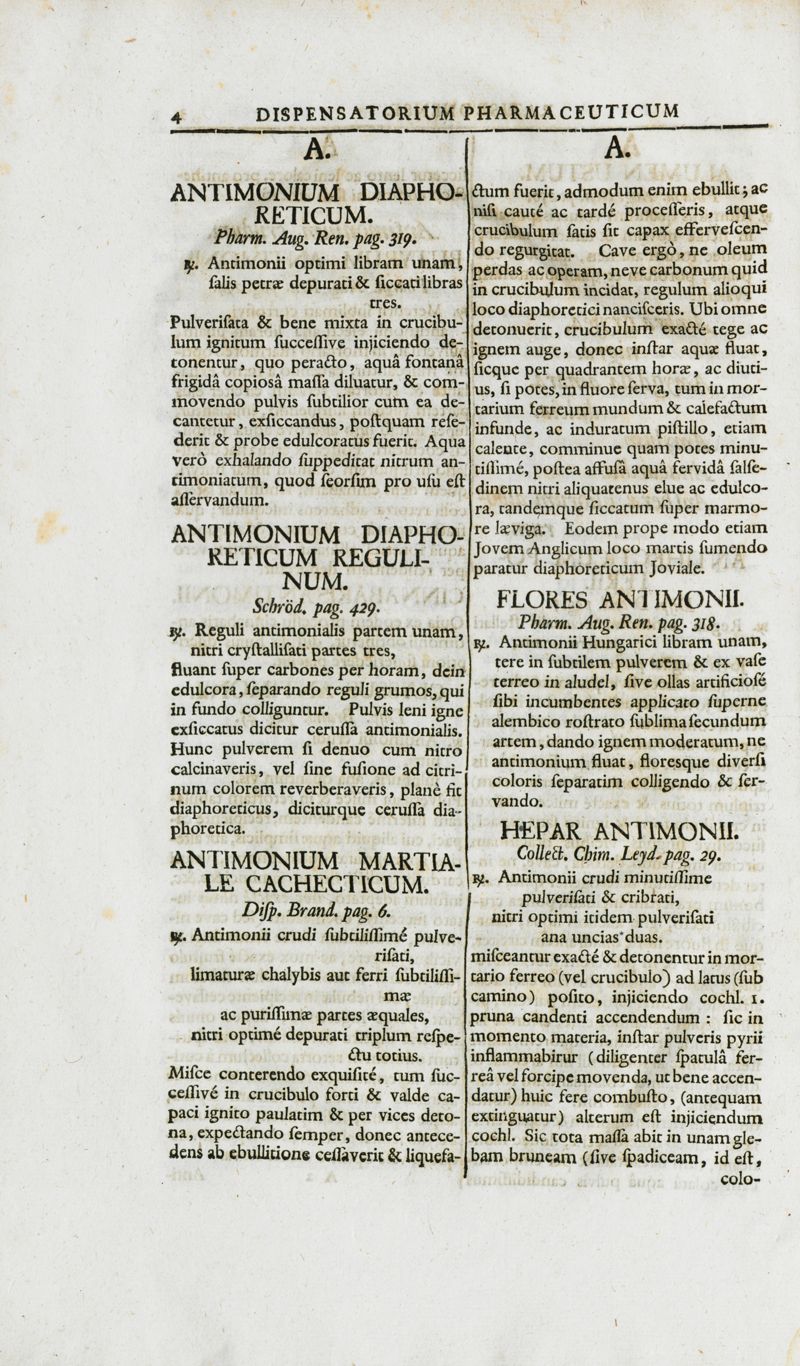 4 DISPENSATORIUM PHARMACEUTICUM
A.
ANTIMONIUM DIAPHO-
RETICUM.
Pharm. Aug. Ren. pag. 319.
℞. Antimonii optimi libram unam,
ſalis petræ depurati & ſiccati libras
tres.
Pulveriſata & bene mixta in crucibu-
lum ignitum ſucceſſive injiciendo de-
tonentur, quo peracto, aquâ fontanâ
frigidâ copioſâ maſſa diluatur, & com-
movendo pulvis ſubtilior cum ea de-
cantetur, exſiccandus, poſtquam reſe-
derit & probe edulcoratus fuerit. Aqua
verò exhalando ſuppeditat nitrum an-
timoniatum, quod ſeorſim pro uſu eſt
aſſervandum.
ANTIMONIUM DIAPHO-
RETICUM REGULI-
NUM.
Schröd. pag. 429.
℞. Reguli antimonialis partem unam,
nitri cryſtalliſati partes tres,
fluant ſuper carbones per horam, dein
edulcora, ſeparando reguli grumos, qui
in fundo colliguntur. Pulvis leni igne
exſiccatus dicitur ceruſſa antimonialis.
Hunc pulverem ſi denuo cum nitro
calcinaveris, vel ſine fuſione ad citri-
num colorem reverberaveris, planè fit
diaphoreticus, diciturque ceruſſa dia-
phoretica.
ANTIMONIUM MARTIA-
LE CACHECTICUM.
Diſp. Brand. pag. 6.
℞. Antimonii crudi ſubtiliſſimé pulve-
riſati,
limaturæ chalybis aut ferri ſubtiliſſi-
mæ
ac puriſſimæ partes æquales,
nitri optimé depurati triplum reſpe-
ctu totius.
Miſce conterendo exquiſité, tum ſuc-
ceſſivé in crucibulo forti & valde ca-
paci ignito paulatim & per vices deto-
na, expectando ſemper, donec antece-
dens ab ebullitione ceſſaverit & liquefa-
A.
ctum fuerit, admodum enim ebullit; ac
niſi cauté ac tardé proceſſeris, atque
crucibulum ſatis ſit capax efferveſcen-
do regurgitat. Cave ergò, ne oleum
perdas ac operam, neve carbonum quid
in crucibulum incidat, regulum alioqui
loco diaphoretici nanciſceris. Ubi omne
detonuerit, crucibulum exacté tege ac
ignem auge, donec inſtar aquæ fluat,
ſicque per quadrantem horæ, ac diuti-
us, ſi potes, in fluore ſerva, tum in mor-
tarium ferreum mundum & calefactum
infunde, ac induratum piſtillo, etiam
calente, comminue quam potes minu-
tiſſimé, poſtea affuſâ aquâ fervidâ ſalſe-
dinem nitri aliquatenus elue ac edulco-
ra, tandemque ſiccatum ſuper marmo-
re læviga. Eodem prope modo etiam
Jovem Anglicum loco martis ſumendo
paratur diaphoreticum Joviale.
FLORES ANTIMONII.
Pharm. Aug. Ren. pag. 318.
℞. Antimonii Hungarici libram unam,
tere in ſubtilem pulverem & ex vaſe
terreo in aludel, ſive ollas artificioſé
ſibi incumbentes applicato ſuperne
alembico roſtrato ſublima ſecundum
artem, dando ignem moderatum, ne
antimonium fluat, floresque diverſi
coloris ſeparatim colligendo & ſer-
vando.
HEPAR ANTIMONII.
Collect. Chim. Leyd. pag. 29.
℞. Antimonii crudi minutiſſime
pulveriſati & cribrati,
nitri optimi itidem pulveriſati
ana uncias duas.
miſceantur exacté & detonentur in mor-
tario ferreo (vel crucibulo) ad latus (ſub
camino) poſito, injiciendo cochl. 1.
pruna candenti accendendum : ſic in
momento materia, inſtar pulveris pyrii
inflammabirur (diligenter ſpatulâ fer-
reâ vel forcipe movenda, ut bene accen-
datur) huic fere combuſto, (antequam
extinguatur) alterum eſt injiciendum
cochl. Sic tota maſſa abit in unam gle-
bam bruneam (ſive ſpadiceam, id eſt,
colo-